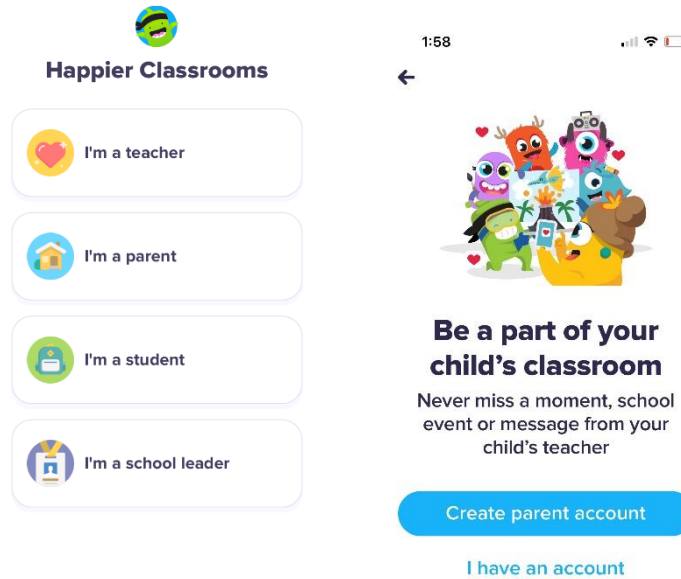 Happier Classrooms
I'm a teacher
I'm a parent
I'm a student
I'm a school leader
1:58
Be a part of your
child’s classroom
Never miss a moment, school
event or message from your
child’s teacher
Create parent account
I have an account